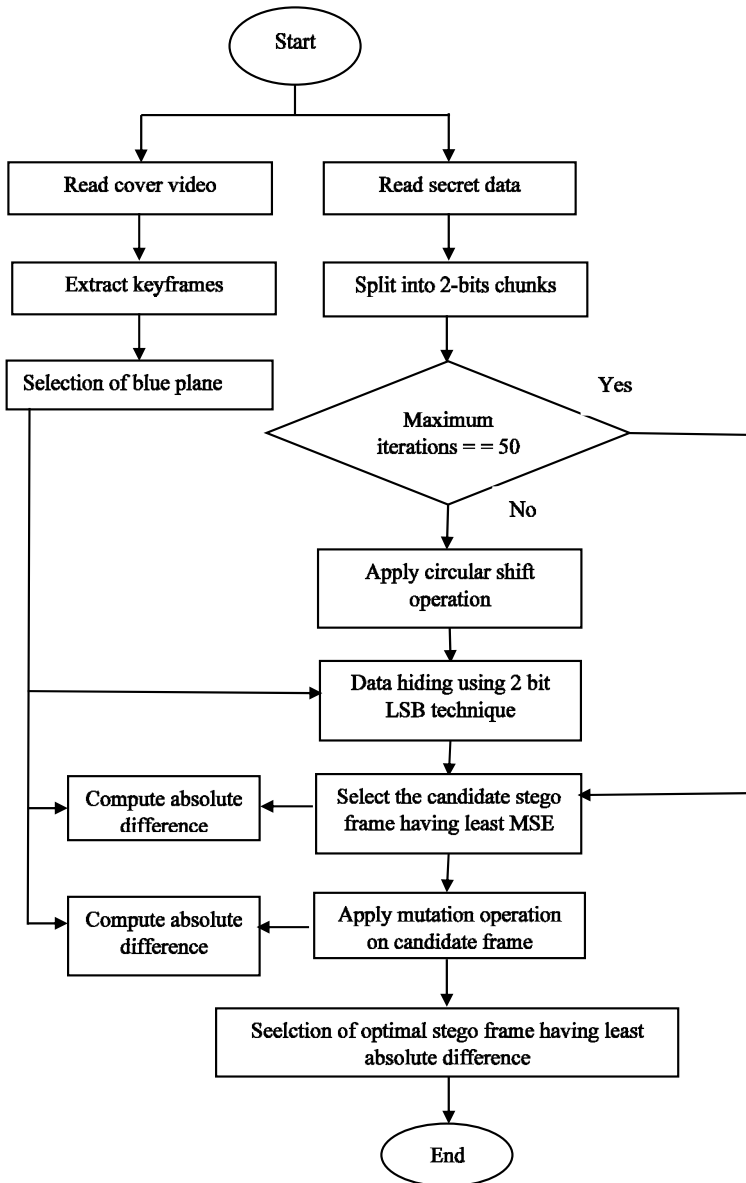 Start
Read cover video
Read secret data
Extract keyframes
Split into 2-bits chunks
Selection of blue plane
Yes
Maximum
iterations = = 50
No
Apply circular shift
operation
Data hiding using 2 bit
LSB technique
Compute absolute
difference
Select the candidate stego
frame having least MSE
Compute absolute
difference
Apply mutation operation
on candidate frame
Seelction of optimal stego frame having least
absolute difference
End